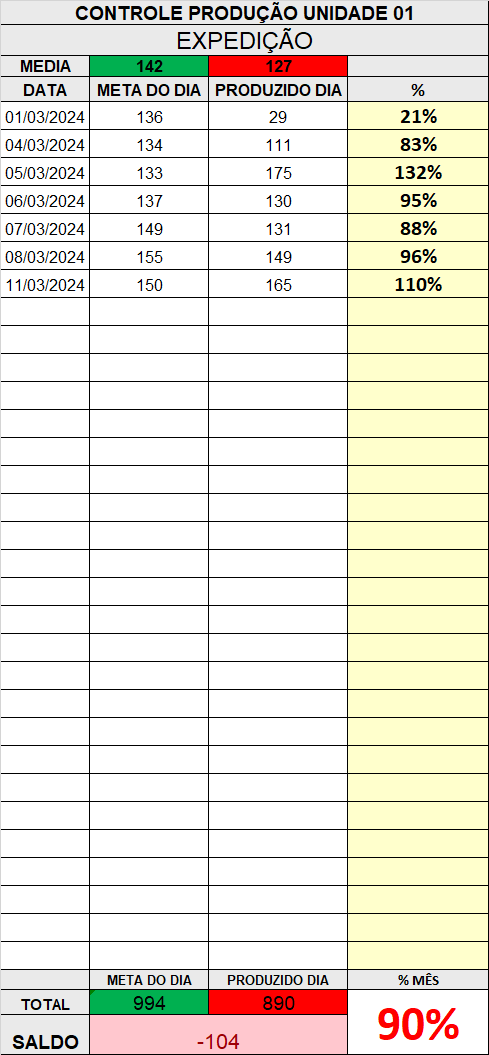 CONTROLE PRODUÇÃO UNIDADE 01
EXPEDIÇÃO
MEDIA 142 127
DATA META DO DIA PRODUZIDO DIA %
01/03/2024 136 29 21%
04/03/2024 134 111 83%
05/03/2024 133 175 132%
06/03/2024 137 130 95%
07/03/2024 149 131 88%
08/03/2024 155 149 96%
11/03/2024 150 165 110%
META DO DIA PRODUZIDO DIA % MÊS
TOTAL 994 890 90%
SALDO -104